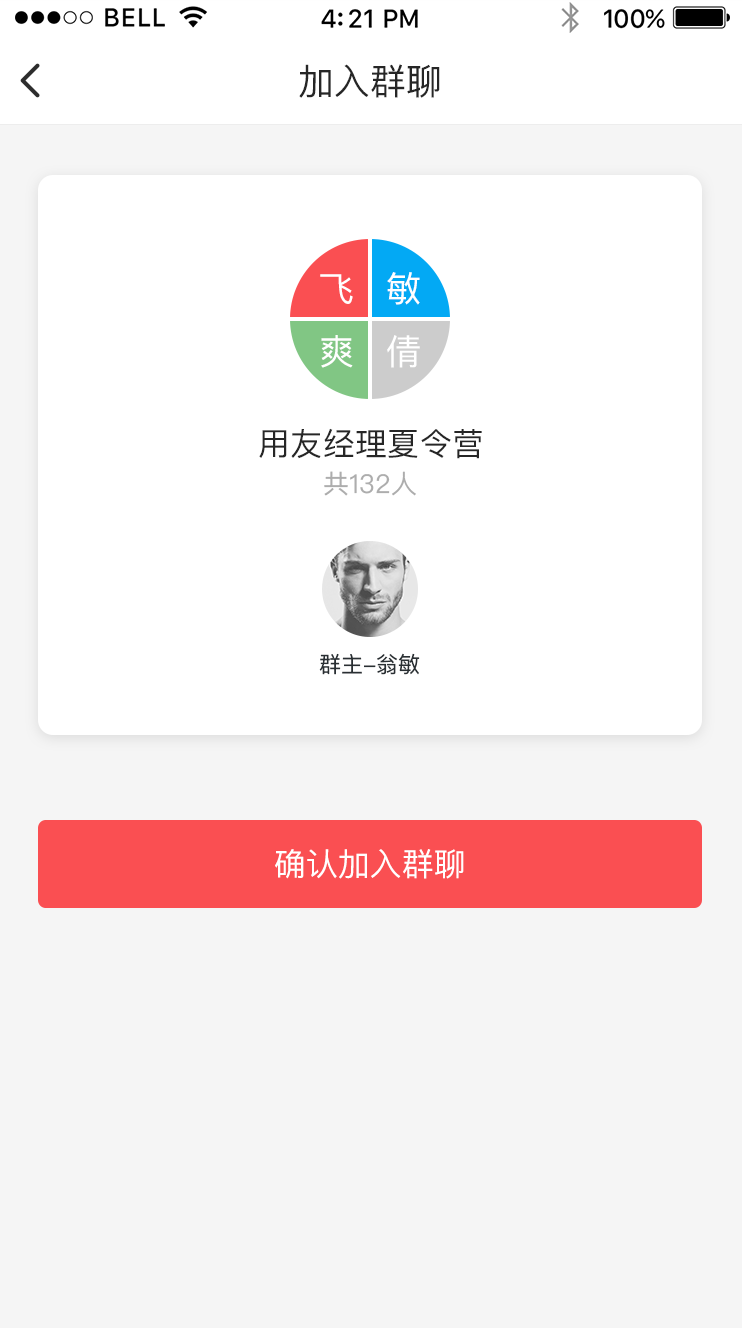 BELL 4:21 PM 100%
加入群聊
飞 敏
爽 倩
用友经理夏令营
共132人
群主-翁敏
确认加入群聊